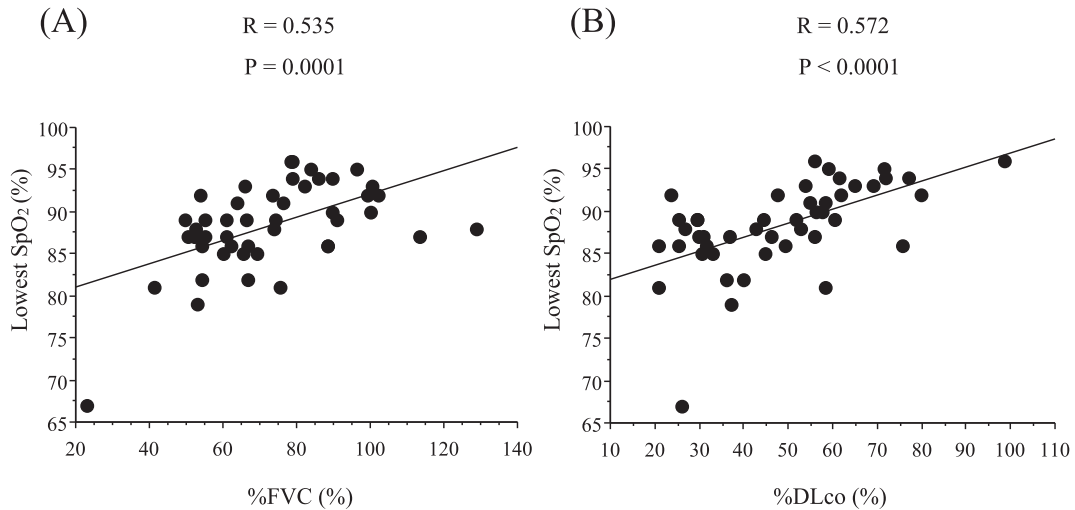 (A)
R = 0.535
P = 0.0001
100
95
90
85
80
75
70
65
Lowest SpO₂ (%)
20 40 60 80 100 120 140
%FVC (%)
(B)
R = 0.572
P < 0.0001
100
95
90
85
80
75
70
65
Lowest SpO₂ (%)
10 20 30 40 50 60 70 80 90 100 110
%DLco (%)